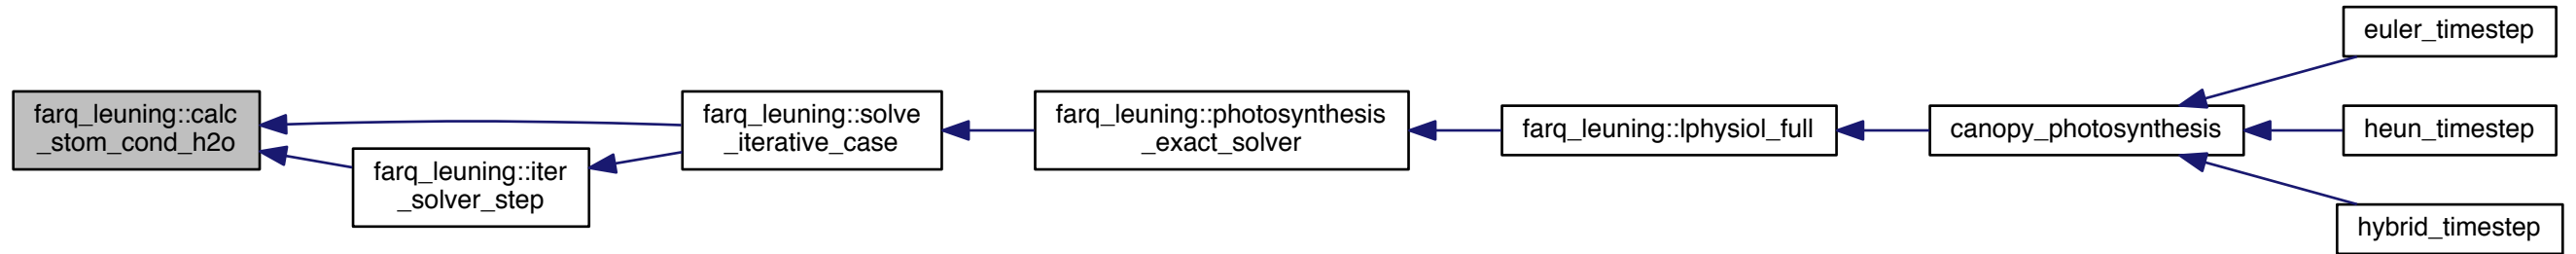 farq_leuning::calc
_stom_cond_h2o
farq_leuning::iter
_solver_step
farq_leuning::solve
_iterative_case
farq_leuning::photosynthesis
_exact_solver
farq_leuning::lphysiol_full
canopy_photosynthesis
euler_timestep
heun_timestep
hybrid_timestep